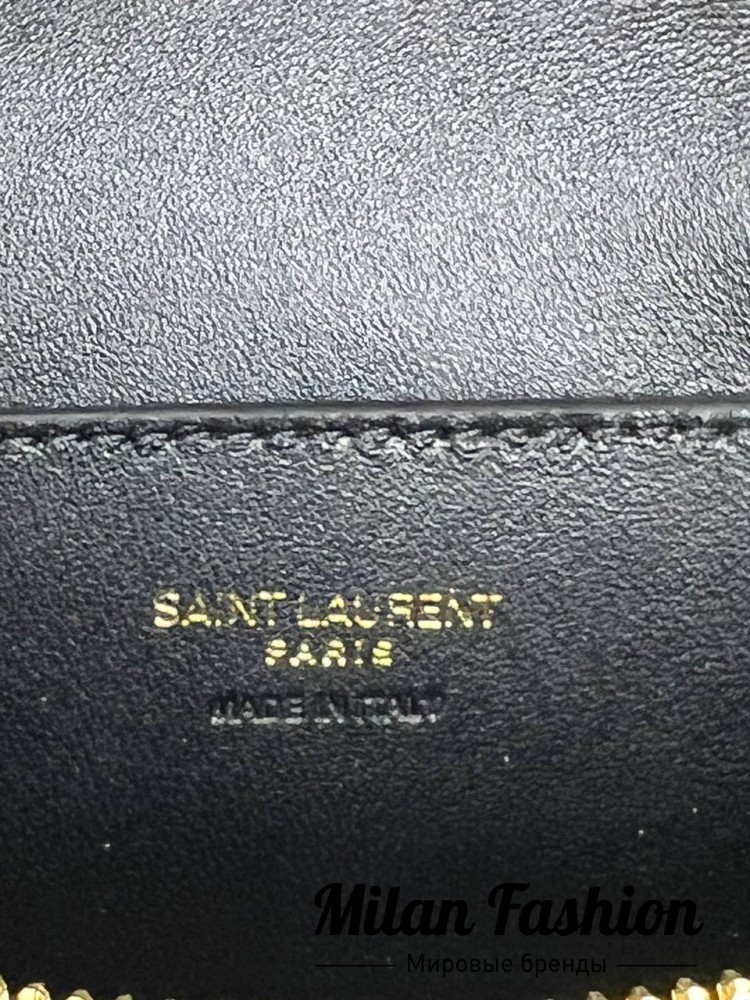 SAINT LAURENT
PARIS
MADE IN ITALY
Milan Fashion
Мировые бренды